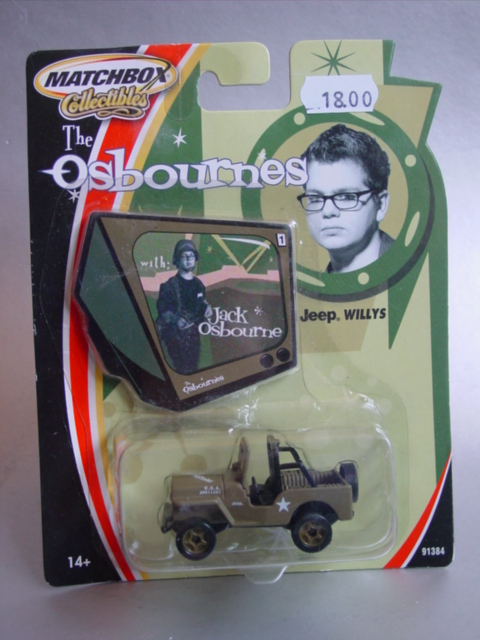 MATCHBOX
Collectibles
18.00
The
Osbournes
1
with:
Jack
Osbourne
Jeep® WILLYS
The
Osbournes
U.S.A.
14+
91384